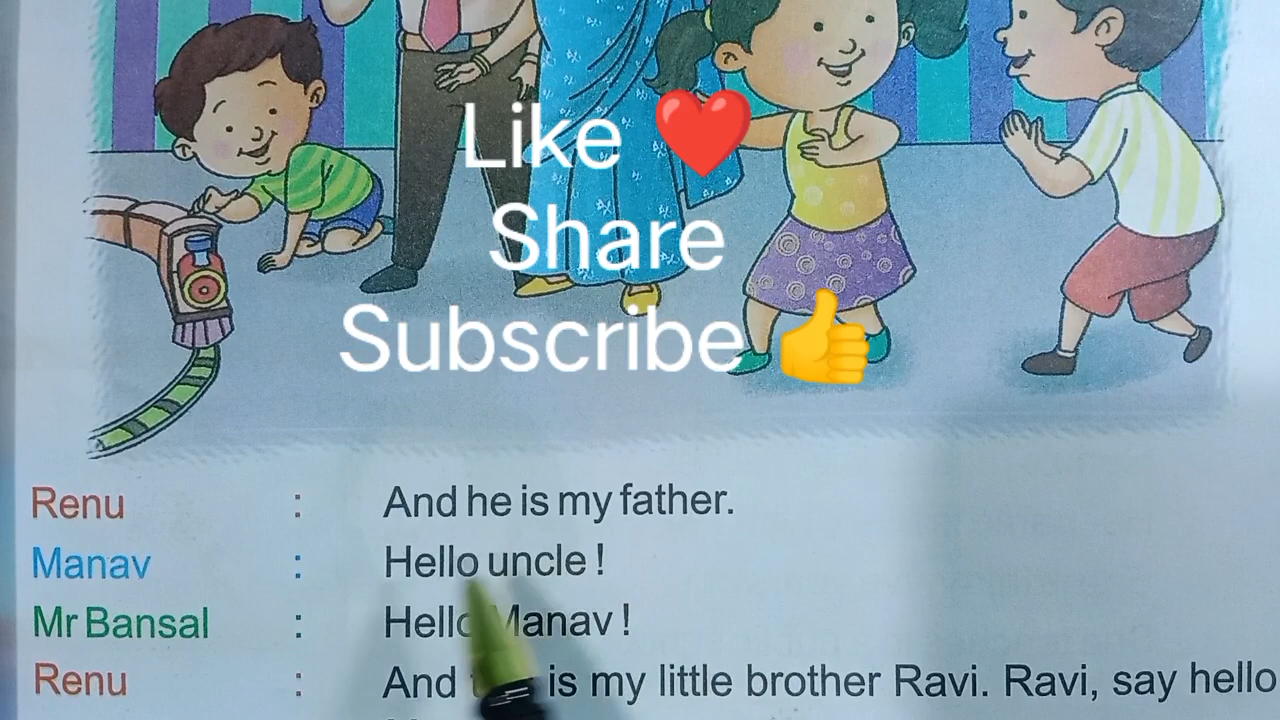 Like ❤️
Share
Subscribe 👍
Renu : And he is my father.
Manav : Hello uncle !
Mr Bansal : Hello Manav !
Renu : And is my little brother Ravi. Ravi, say hello